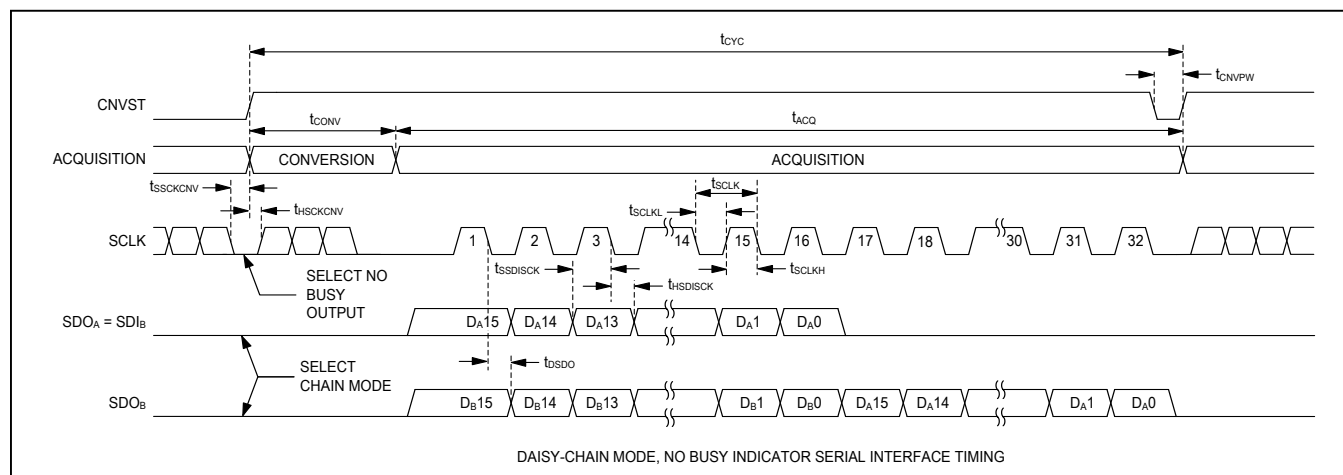 tCYC
tCNVPW
CNVST
tCONV
tACQ
ACQUISITION
CONVERSION
ACQUISITION
tSSCKCNV
tHSCKCNV
tSCLK
tSCLKL
SCLK
1 2 3 14 15 16 17 18 30 31 32
tSSDISCK
tSCLKH
tHSDISCK
SELECT NO
BUSY
OUTPUT
SDOA = SDIB
DA15 DA14 DA13 DA1 DA0
SELECT
CHAIN MODE
tDSDO
SDOB
DB15 DB14 DB13 DB1 DB0 DA15 DA14 DA1 DA0
DAISY-CHAIN MODE, NO BUSY INDICATOR SERIAL INTERFACE TIMING